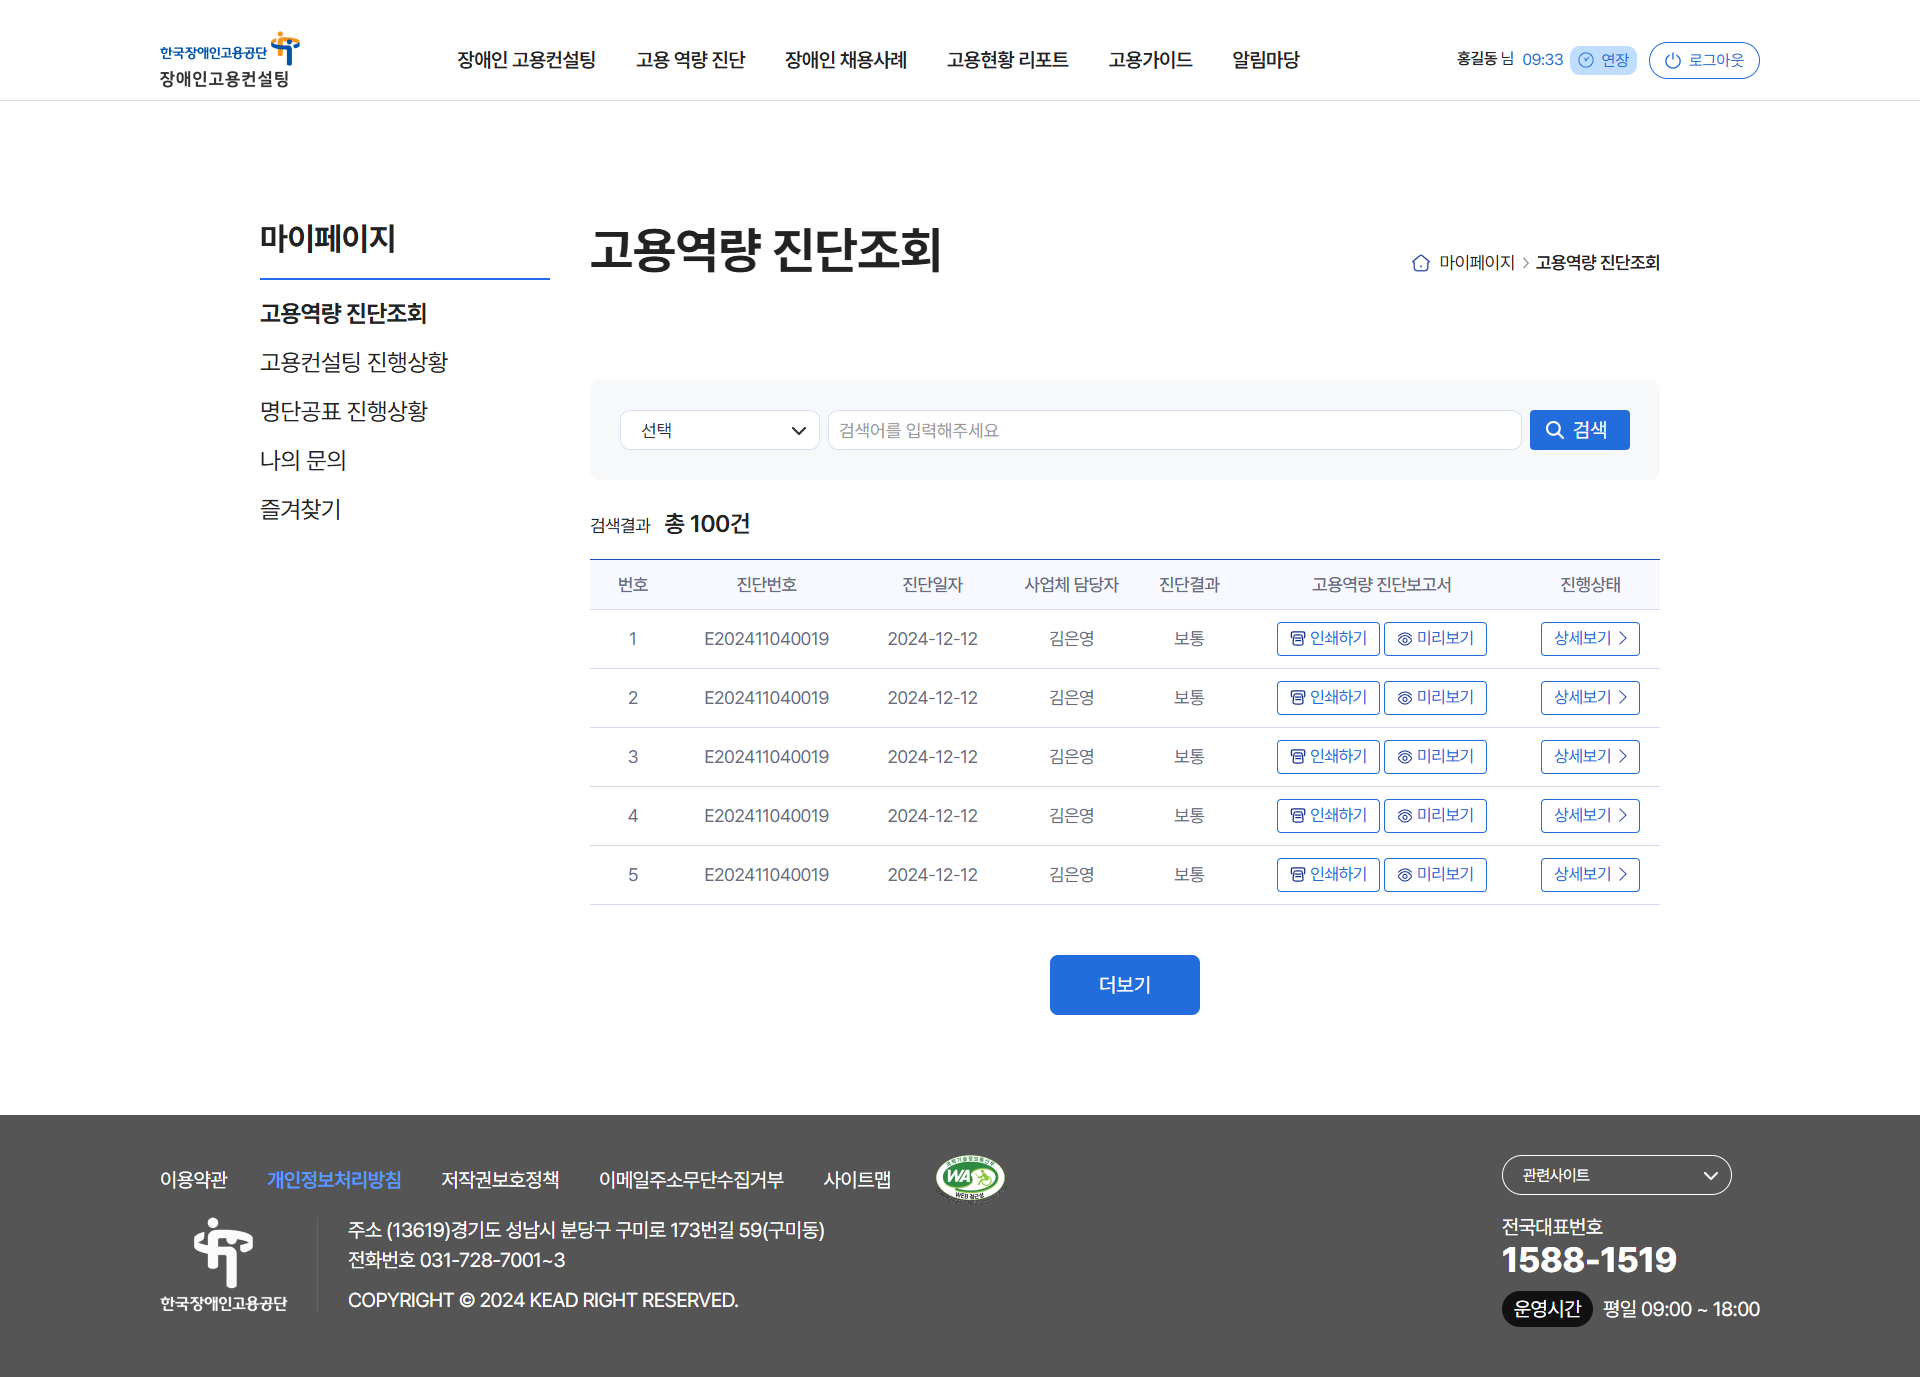 한국장애인고용공단
장애인고용컨설팅
장애인 고용컨설팅 고용 역량 진단 장애인 채용사례 고용현황 리포트 고용가이드 알림마당
홍길동 님 09:33 연장 로그아웃
마이페이지
고용역량 진단조회
고용컨설팅 진행상황
명단공표 진행상황
나의 문의
즐겨찾기
고용역량 진단조회
마이페이지 > 고용역량 진단조회
선택 검색어를 입력해주세요 검색
검색결과 총 100건
번호 진단번호 진단일자 사업체 담당자 진단결과 고용역량 진단보고서 진행상태
1 E202411040019 2024-12-12 김은영 보통 인쇄하기 미리보기 상세보기
2 E202411040019 2024-12-12 김은영 보통 인쇄하기 미리보기 상세보기
3 E202411040019 2024-12-12 김은영 보통 인쇄하기 미리보기 상세보기
4 E202411040019 2024-12-12 김은영 보통 인쇄하기 미리보기 상세보기
5 E202411040019 2024-12-12 김은영 보통 인쇄하기 미리보기 상세보기
더보기
이용약관 개인정보처리방침 저작권보호정책 이메일주소무단수집거부 사이트맵
WA
WEB 접근성
한국장애인고용공단
주소 (13619)경기도 성남시 분당구 구미로 173번길 59(구미동)
전화번호 031-728-7001~3
COPYRIGHT © 2024 KEAD RIGHT RESERVED.
관련사이트
전국대표번호
1588-1519
운영시간 평일 09:00 ~ 18:00